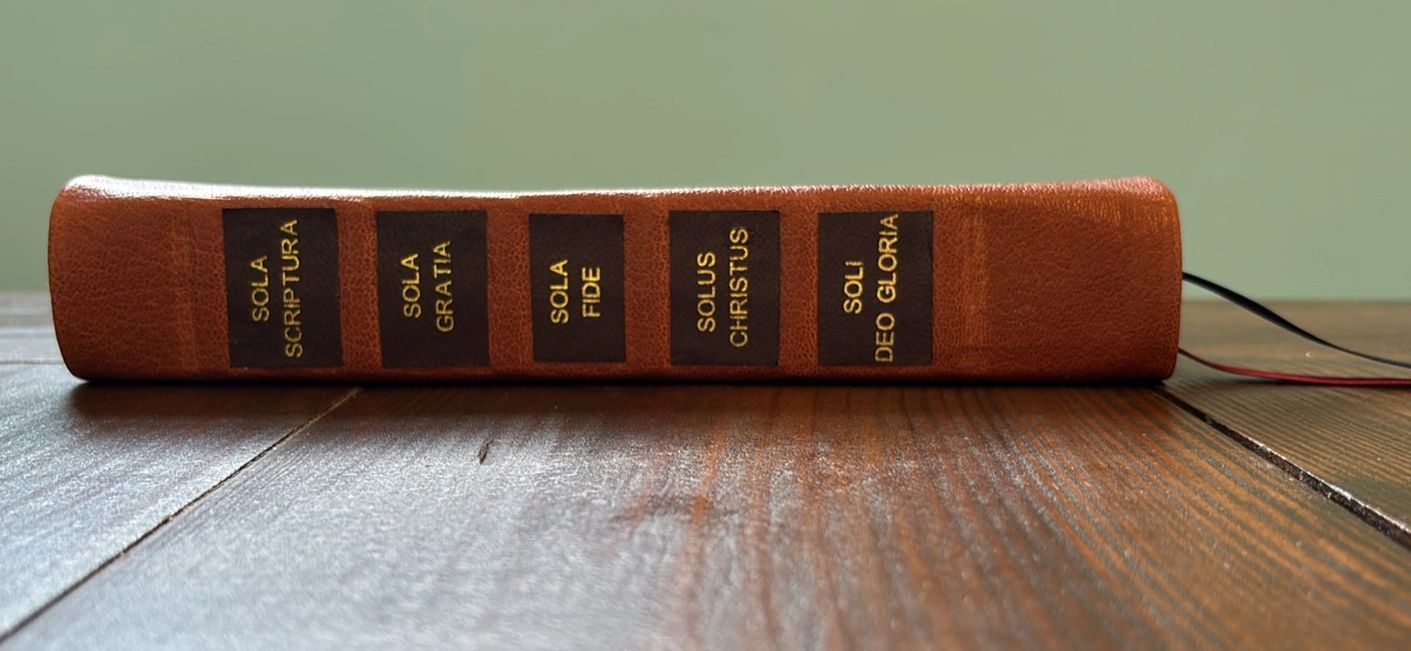 SOLA
SCRIPTURA
SOLA
GRATIA
SOLA
FIDE
SOLUS
CHRISTUS
SOLI
DEO GLORIA